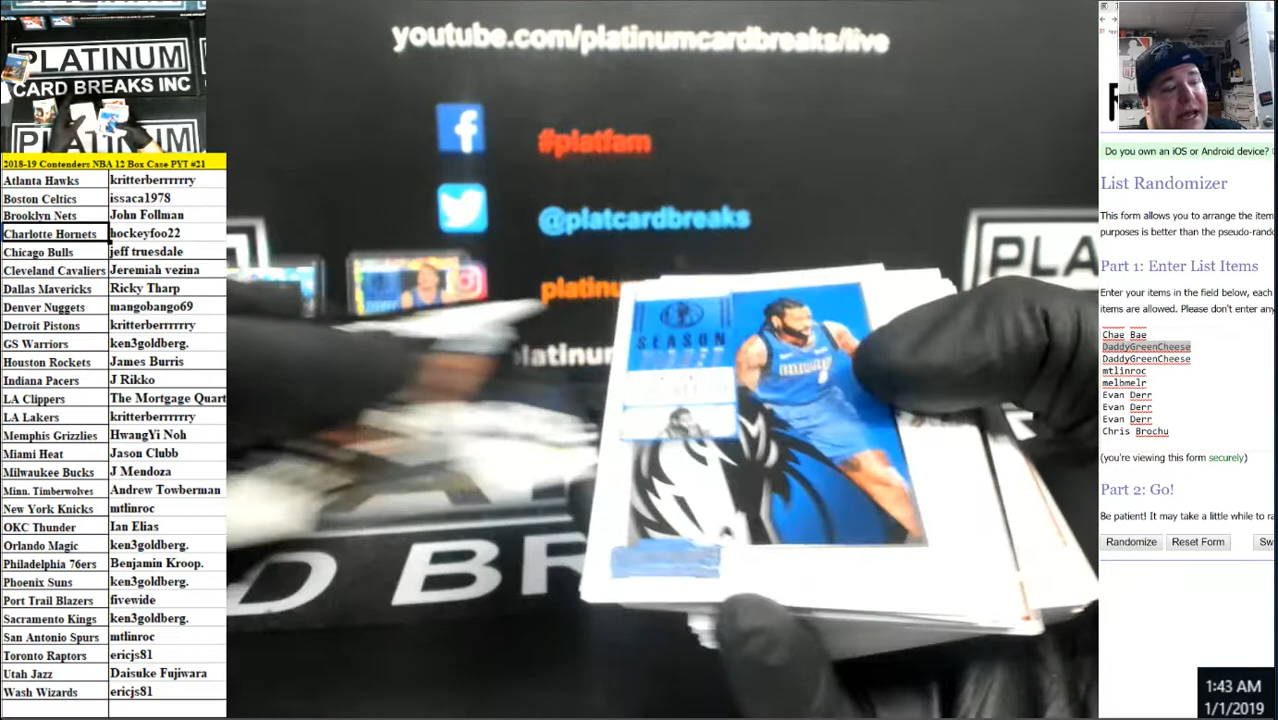 youtube.com/platinumcardbreaks/live
#platfam
@platcardbreaks
platinu
latinum
PLATINUM
CARD BREAKS INC
PLATINUM
2018-19 Contenders NBA 12 Box Case PYT #21
Atlanta Hawks kritterberrrrrry
Boston Celtics issaca1978
Brooklyn Nets John Follman
Charlotte Hornets hockeyfoo22
Chicago Bulls jeff truesdale
Cleveland Cavaliers Jeremiah vezina
Dallas Mavericks Ricky Tharp
Denver Nuggets mangobango69
Detroit Pistons kritterberrrrrry
GS Warriors ken3goldberg.
Houston Rockets James Burris
Indiana Pacers J Rikko
LA Clippers The Mortgage Quart
LA Lakers kritterberrrrrry
Memphis Grizzlies HwangYi Noh
Miami Heat Jason Clubb
Milwaukee Bucks J Mendoza
Minn. Timberwolves Andrew Towberman
New York Knicks mtlinroc
OKC Thunder Ian Elias
Orlando Magic ken3goldberg.
Philadelphia 76ers Benjamin Kroop.
Phoenix Suns ken3goldberg.
Port Trail Blazers fivewide
Sacramento Kings ken3goldberg.
San Antonio Spurs mtlinroc
Toronto Raptors ericjs81
Utah Jazz Daisuke Fujiwara
Wash Wizards ericjs81
SEASON
PLA
D BR
Do you own an iOS or Android device?
List Randomizer
This form allows you to arrange the item
purposes is better than the pseudo-rando
Part 1: Enter List Items
Enter your items in the field below, each
items are allowed. Please don't enter any
Chae Bae
DaddyGreenCheese
DaddyGreenCheese
mtlinroc
melbmelr
Evan Derr
Evan Derr
Evan Derr
Chris Brochu
(you're viewing this form securely)
Part 2: Go!
Be patient! It may take a little while to ra
Randomize Reset Form Sw
1:43 AM
1/1/2019